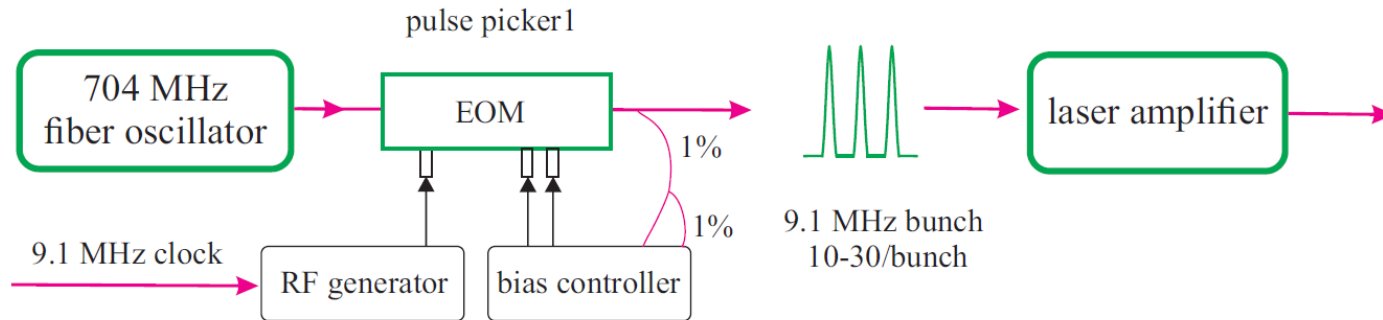 pulse picker1
704 MHz
fiber oscillator
EOM
laser amplifier
1%
1%
9.1 MHz bunch
10-30/bunch
9.1 MHz clock
RF generator
bias controller